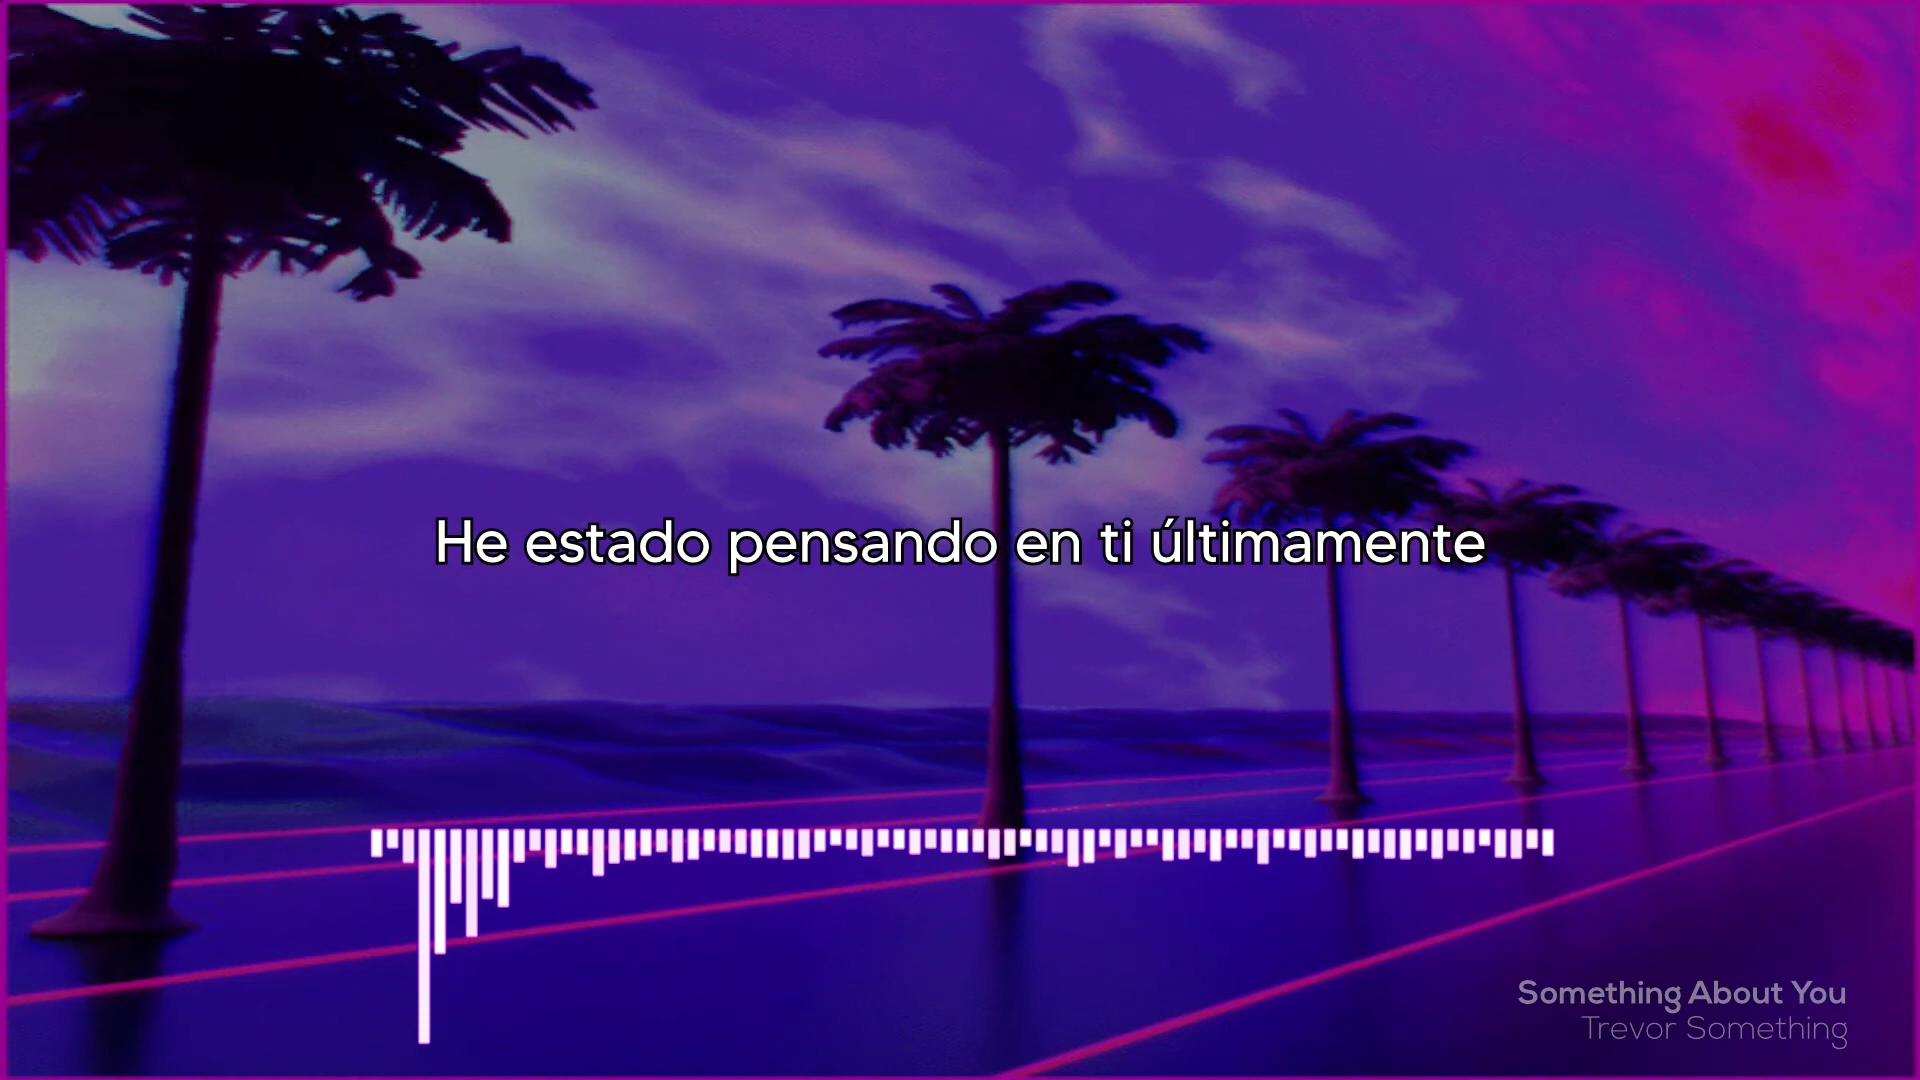 He estado pensando en ti últimamente
Something About You
Trevor Something